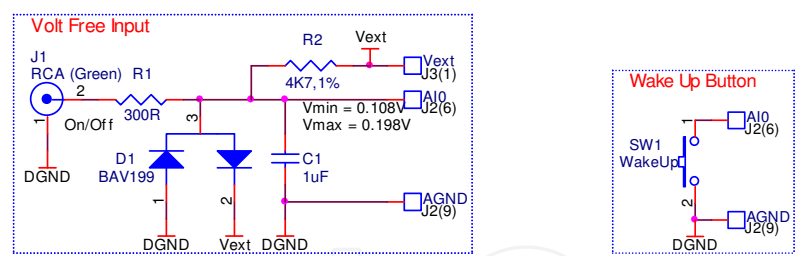 Volt Free Input
J1
RCA (Green)
2
1
On/Off
DGND
R1
300R
R2
4K7,1%
Vext
Vext
J3(1)
AI0
J2(6)
Vmin = 0.108V
Vmax = 0.198V
3
D1
BAV199
1
2
C1
1uF
AGND
J2(9)
DGND
Vext
DGND
Wake Up Button
1
AI0
J2(6)
SW1
WakeUp
2
AGND
J2(9)
DGND